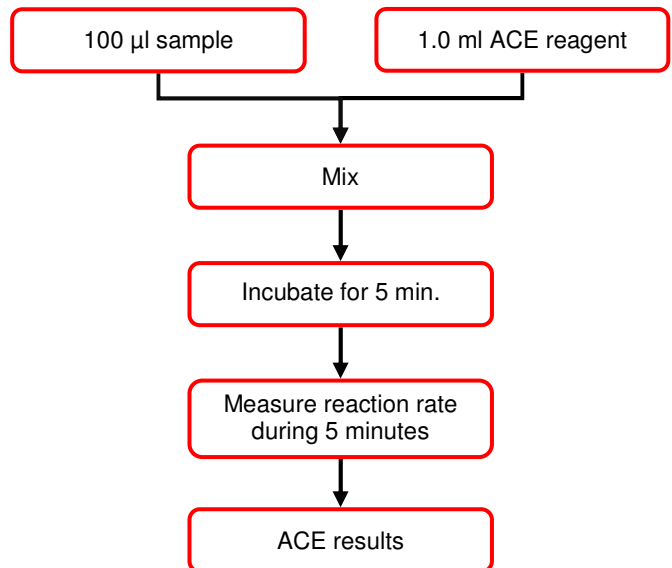 100 µl sample
1.0 ml ACE reagent
Mix
Incubate for 5 min.
Measure reaction rate
during 5 minutes
ACE results